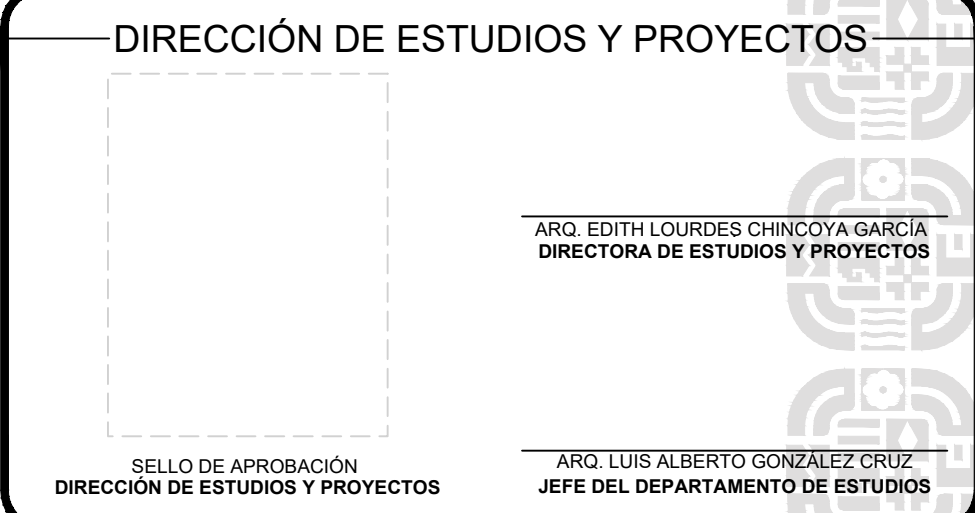 DIRECCIÓN DE ESTUDIOS Y PROYECTOS
ARQ. EDITH LOURDES CHINCOYA GARCÍA
DIRECTORA DE ESTUDIOS Y PROYECTOS
SELLO DE APROBACIÓN
DIRECCIÓN DE ESTUDIOS Y PROYECTOS
ARQ. LUIS ALBERTO GONZÁLEZ CRUZ
JEFE DEL DEPARTAMENTO DE ESTUDIOS